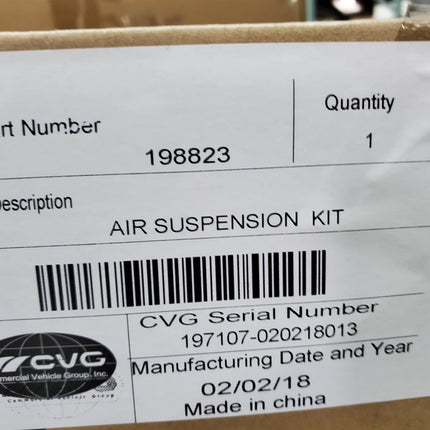 Quantity
rt Number
1
198823
escription
AIR SUSPENSION KIT
CVG Serial Number
197107-020218013
CVG
mercial Vehicle Group, Inc.
Manufacturing Date and Year
02/02/18
Made in china